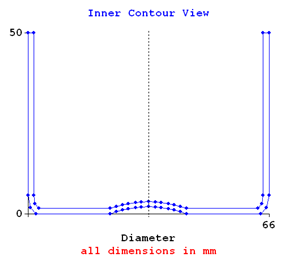 Inner Contour View
50
0
66
Diameter
all dimensions in mm